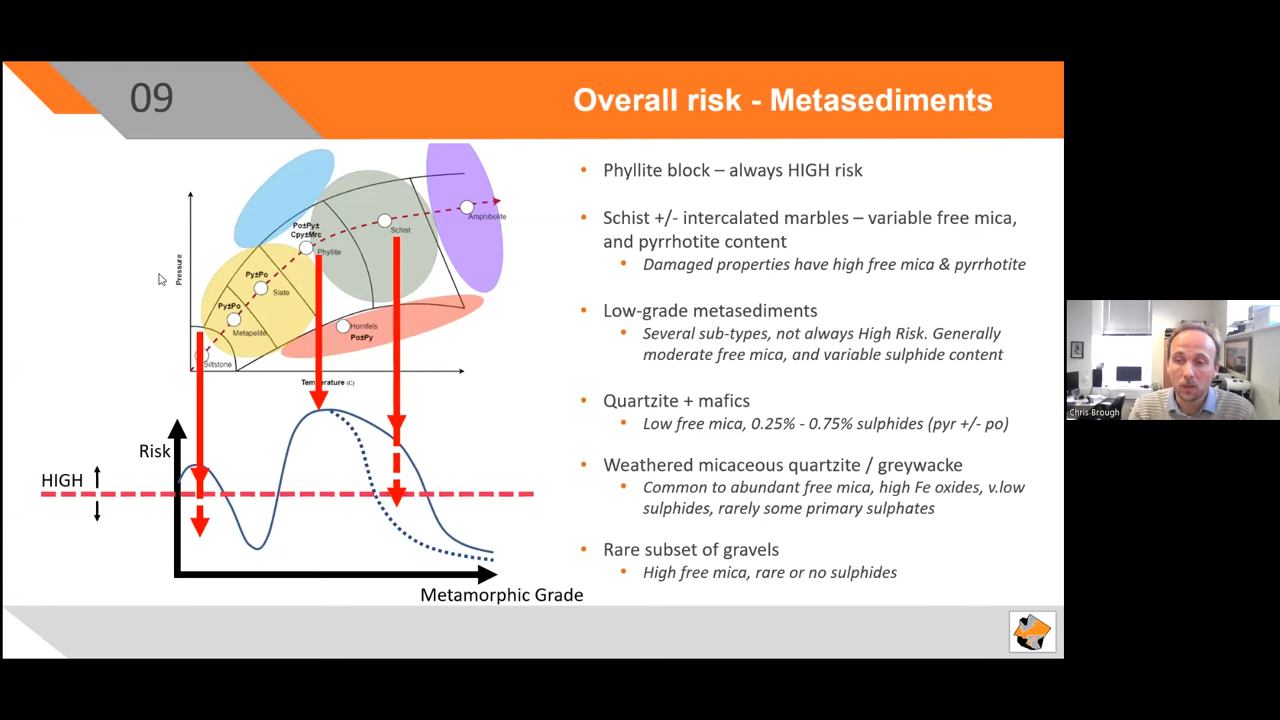 09
Overall risk - Metasediments
Pressure
Po±Py±
Cpy±Mrc
Phyllite
Py±Po
Slate
Py±Po
Metapelite
Siltstone
Schist
Amphibolite
Hornfels
Po±Py
Temperature (C)
Risk
HIGH
Metamorphic Grade
• Phyllite block – always HIGH risk
• Schist +/- intercalated marbles – variable free mica,
and pyrrhotite content
• Damaged properties have high free mica & pyrrhotite
• Low-grade metasediments
• Several sub-types, not always High Risk. Generally
moderate free mica, and variable sulphide content
• Quartzite + mafics
• Low free mica, 0.25% - 0.75% sulphides (pyr +/- po)
• Weathered micaceous quartzite / greywacke
• Common to abundant free mica, high Fe oxides, v.low
sulphides, rarely some primary sulphates
• Rare subset of gravels
• High free mica, rare or no sulphides
Chris Brough